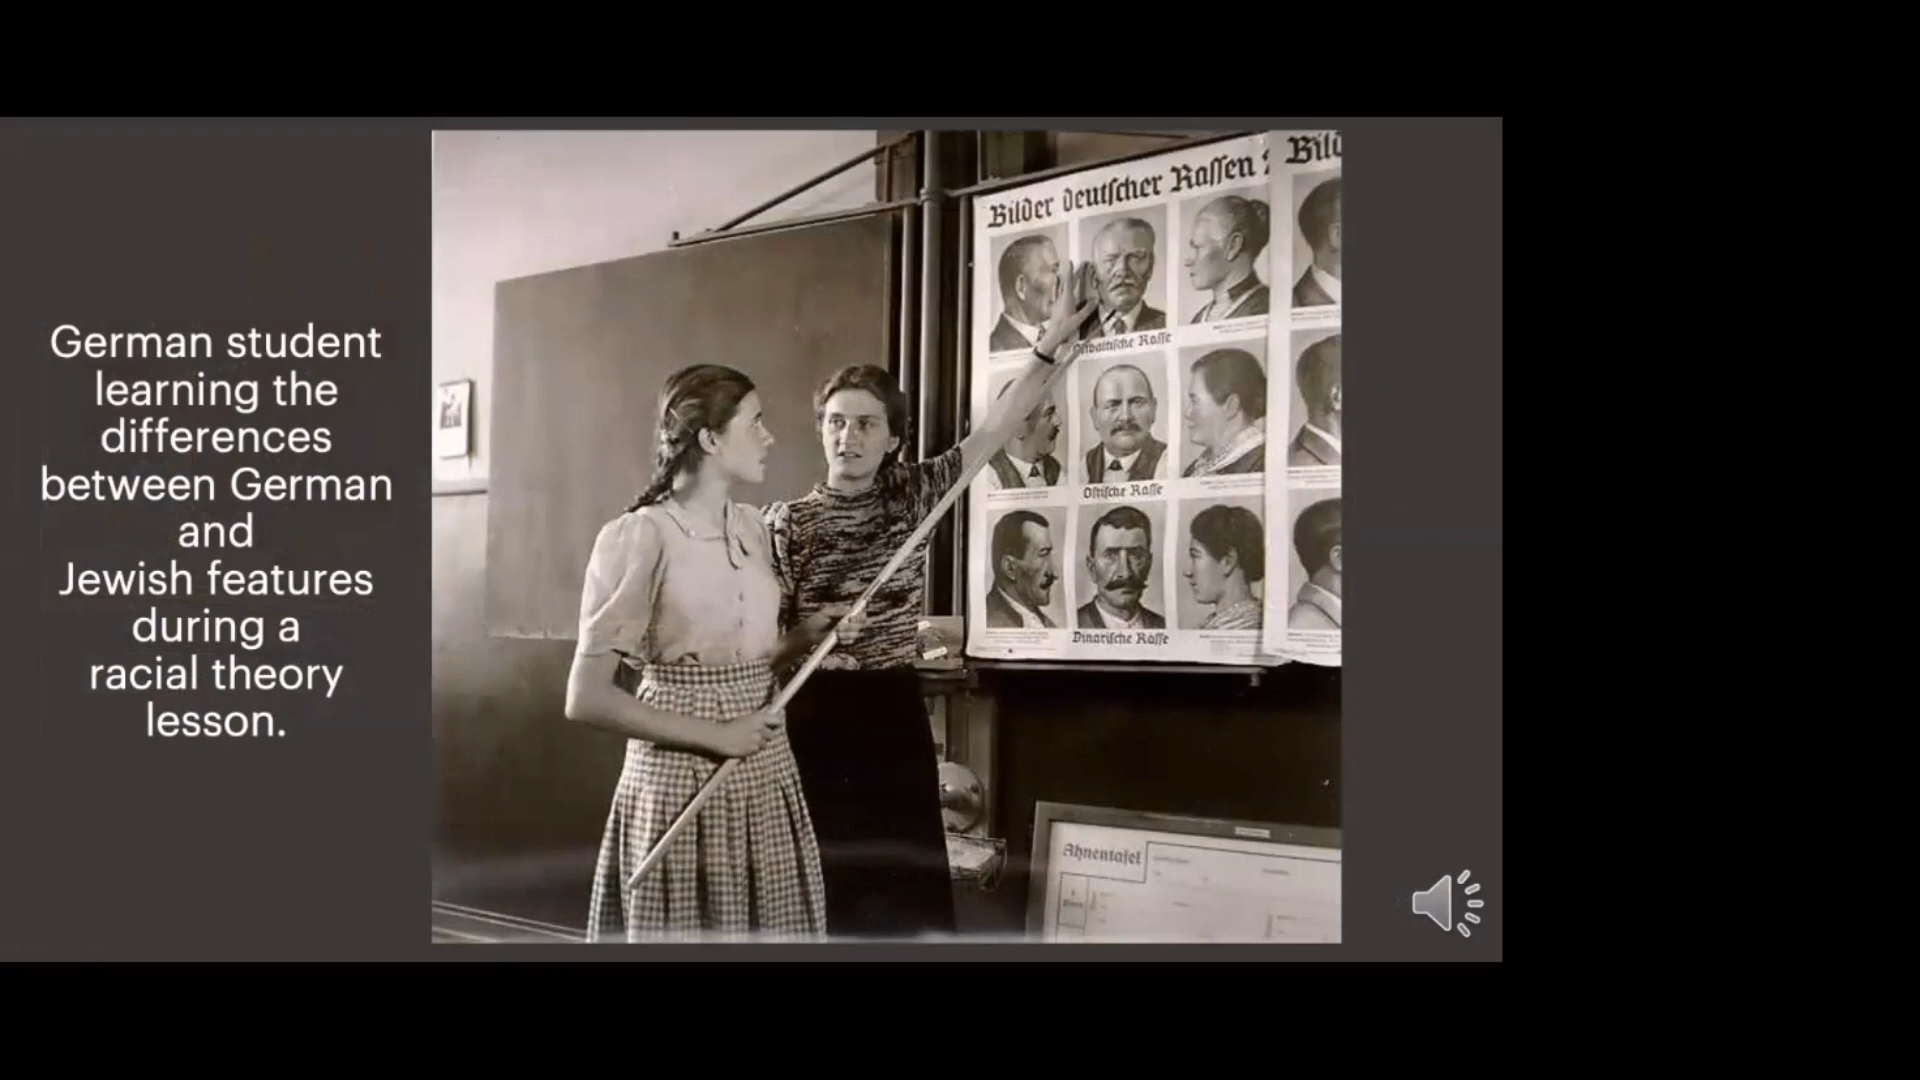 German student
learning the
differences
between German
and
Jewish features
during a
racial theory
lesson.
Bilder deutscher Rassen
Bild
Ostbaltische Rasse
Ostische Rasse
Dinarische Rasse
Ahnentafel